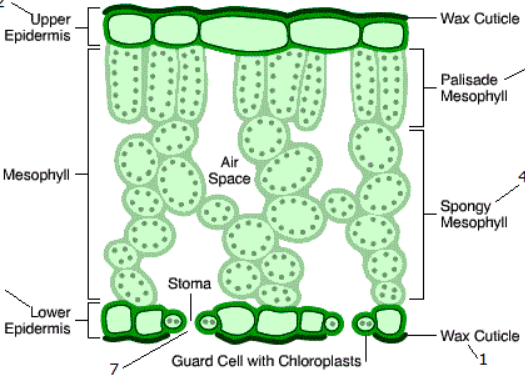 2
Upper
Epidermis
Wax Cuticle
Palisade
Mesophyll
Mesophyll
Air
Space
4
Spongy
Mesophyll
Stoma
Lower
Epidermis
Wax Cuticle
7
Guard Cell with Chloroplasts
1